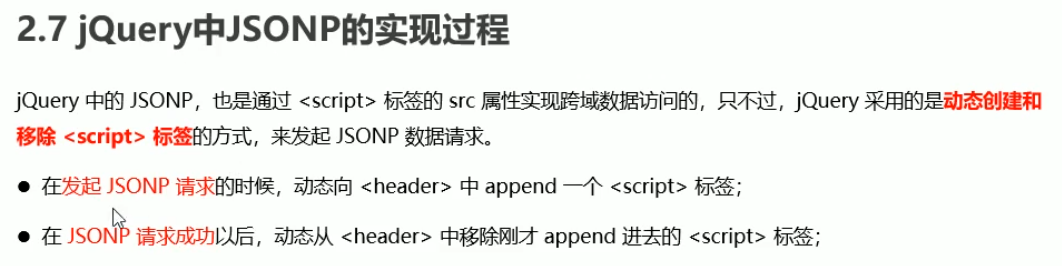 2.7 jQuery中JSONP的实现过程
jQuery 中的 JSONP，也是通过 <script> 标签的 src 属性实现跨域数据访问的，只不过，jQuery 采用的是动态创建和
移除 <script> 标签的方式，来发起 JSONP 数据请求。
● 在发起 JSONP 请求的时候，动态向 <header> 中 append 一个 <script> 标签；
● 在 JSONP 请求成功以后，动态从 <header> 中移除刚才 append 进去的 <script> 标签；